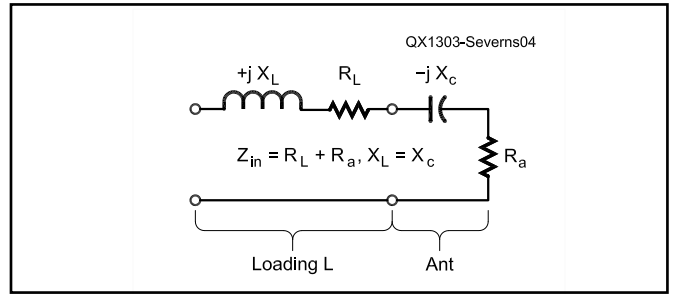 QX1303-Severns04
+j X_L R_L −j X_c
Z_in = R_L + R_a, X_L = X_c R_a
Loading L Ant